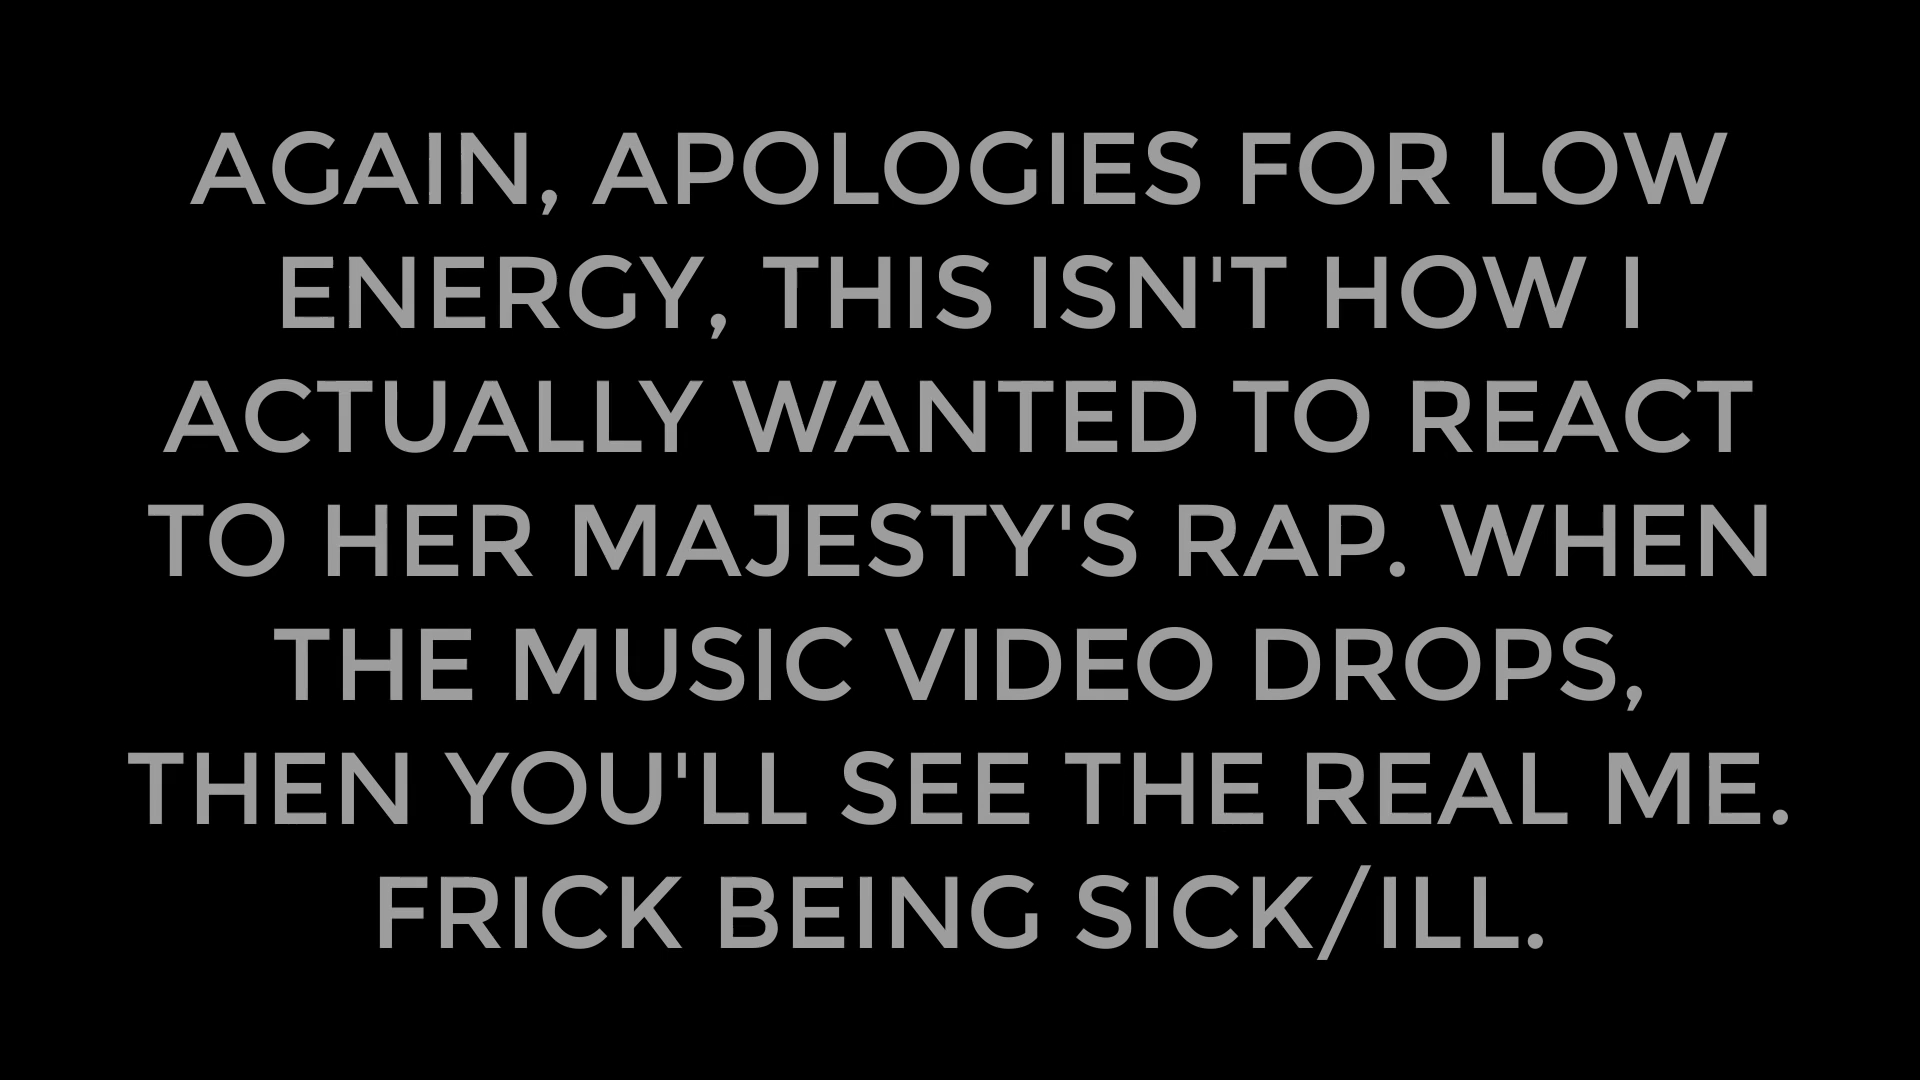 AGAIN, APOLOGIES FOR LOW
ENERGY, THIS ISN'T HOW I
ACTUALLY WANTED TO REACT
TO HER MAJESTY'S RAP. WHEN
THE MUSIC VIDEO DROPS,
THEN YOU'LL SEE THE REAL ME.
FRICK BEING SICK/ILL.